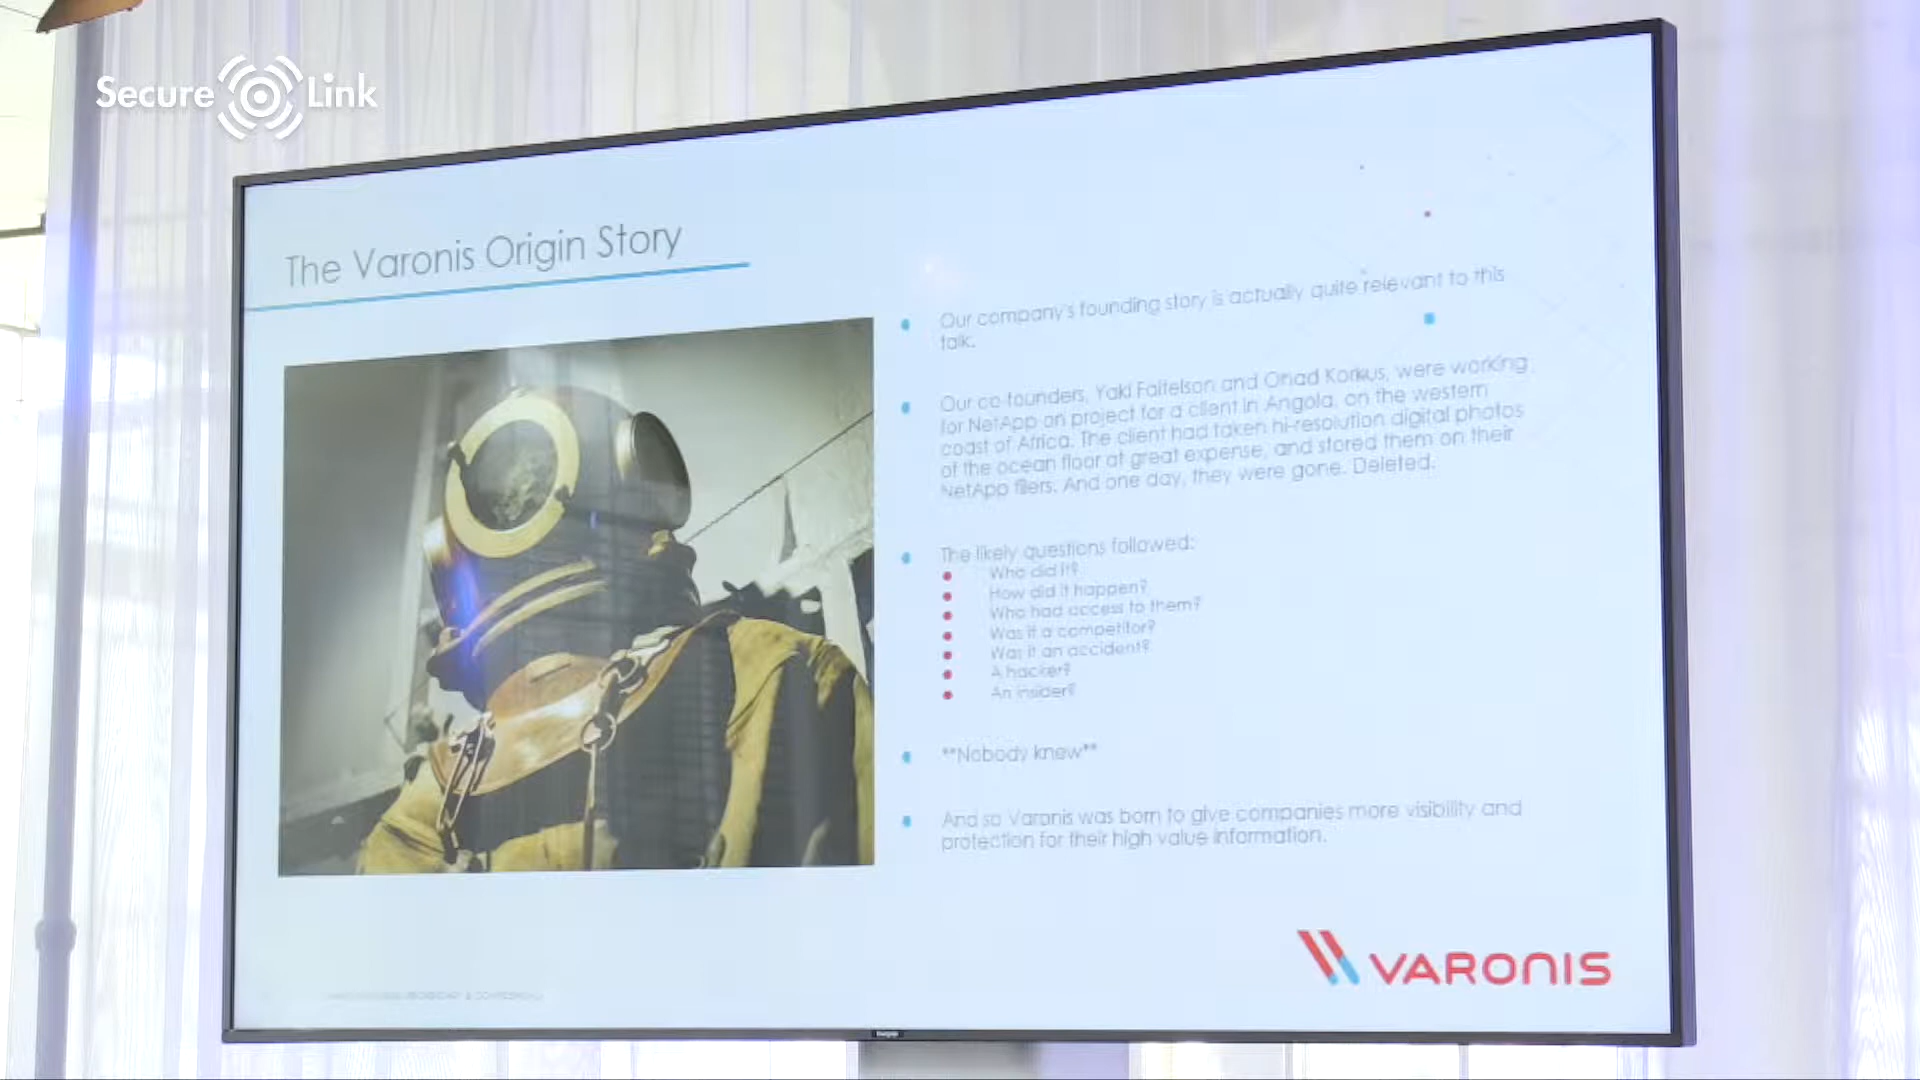 Secure Link
The Varonis Origin Story
Our company's founding story is actually quite relevant to this
talk.
Our co-founders, Yaki Faitelson and Ohad Korkus, were working
for NetApp on project for a client in Angola, on the western
coast of Africa. The client had taken hi-resolution digital photos
of the ocean floor at great expense, and stored them on their
NetApp filers. And one day, they were gone. Deleted.
The likely questions followed:
Who did it?
How did it happen?
Who had access to them?
Was it a competitor?
Was it an accident?
A hacker?
An insider?
**Nobody knew**
And so Varonis was born to give companies more visibility and
protection for their high value information.
VARONIS